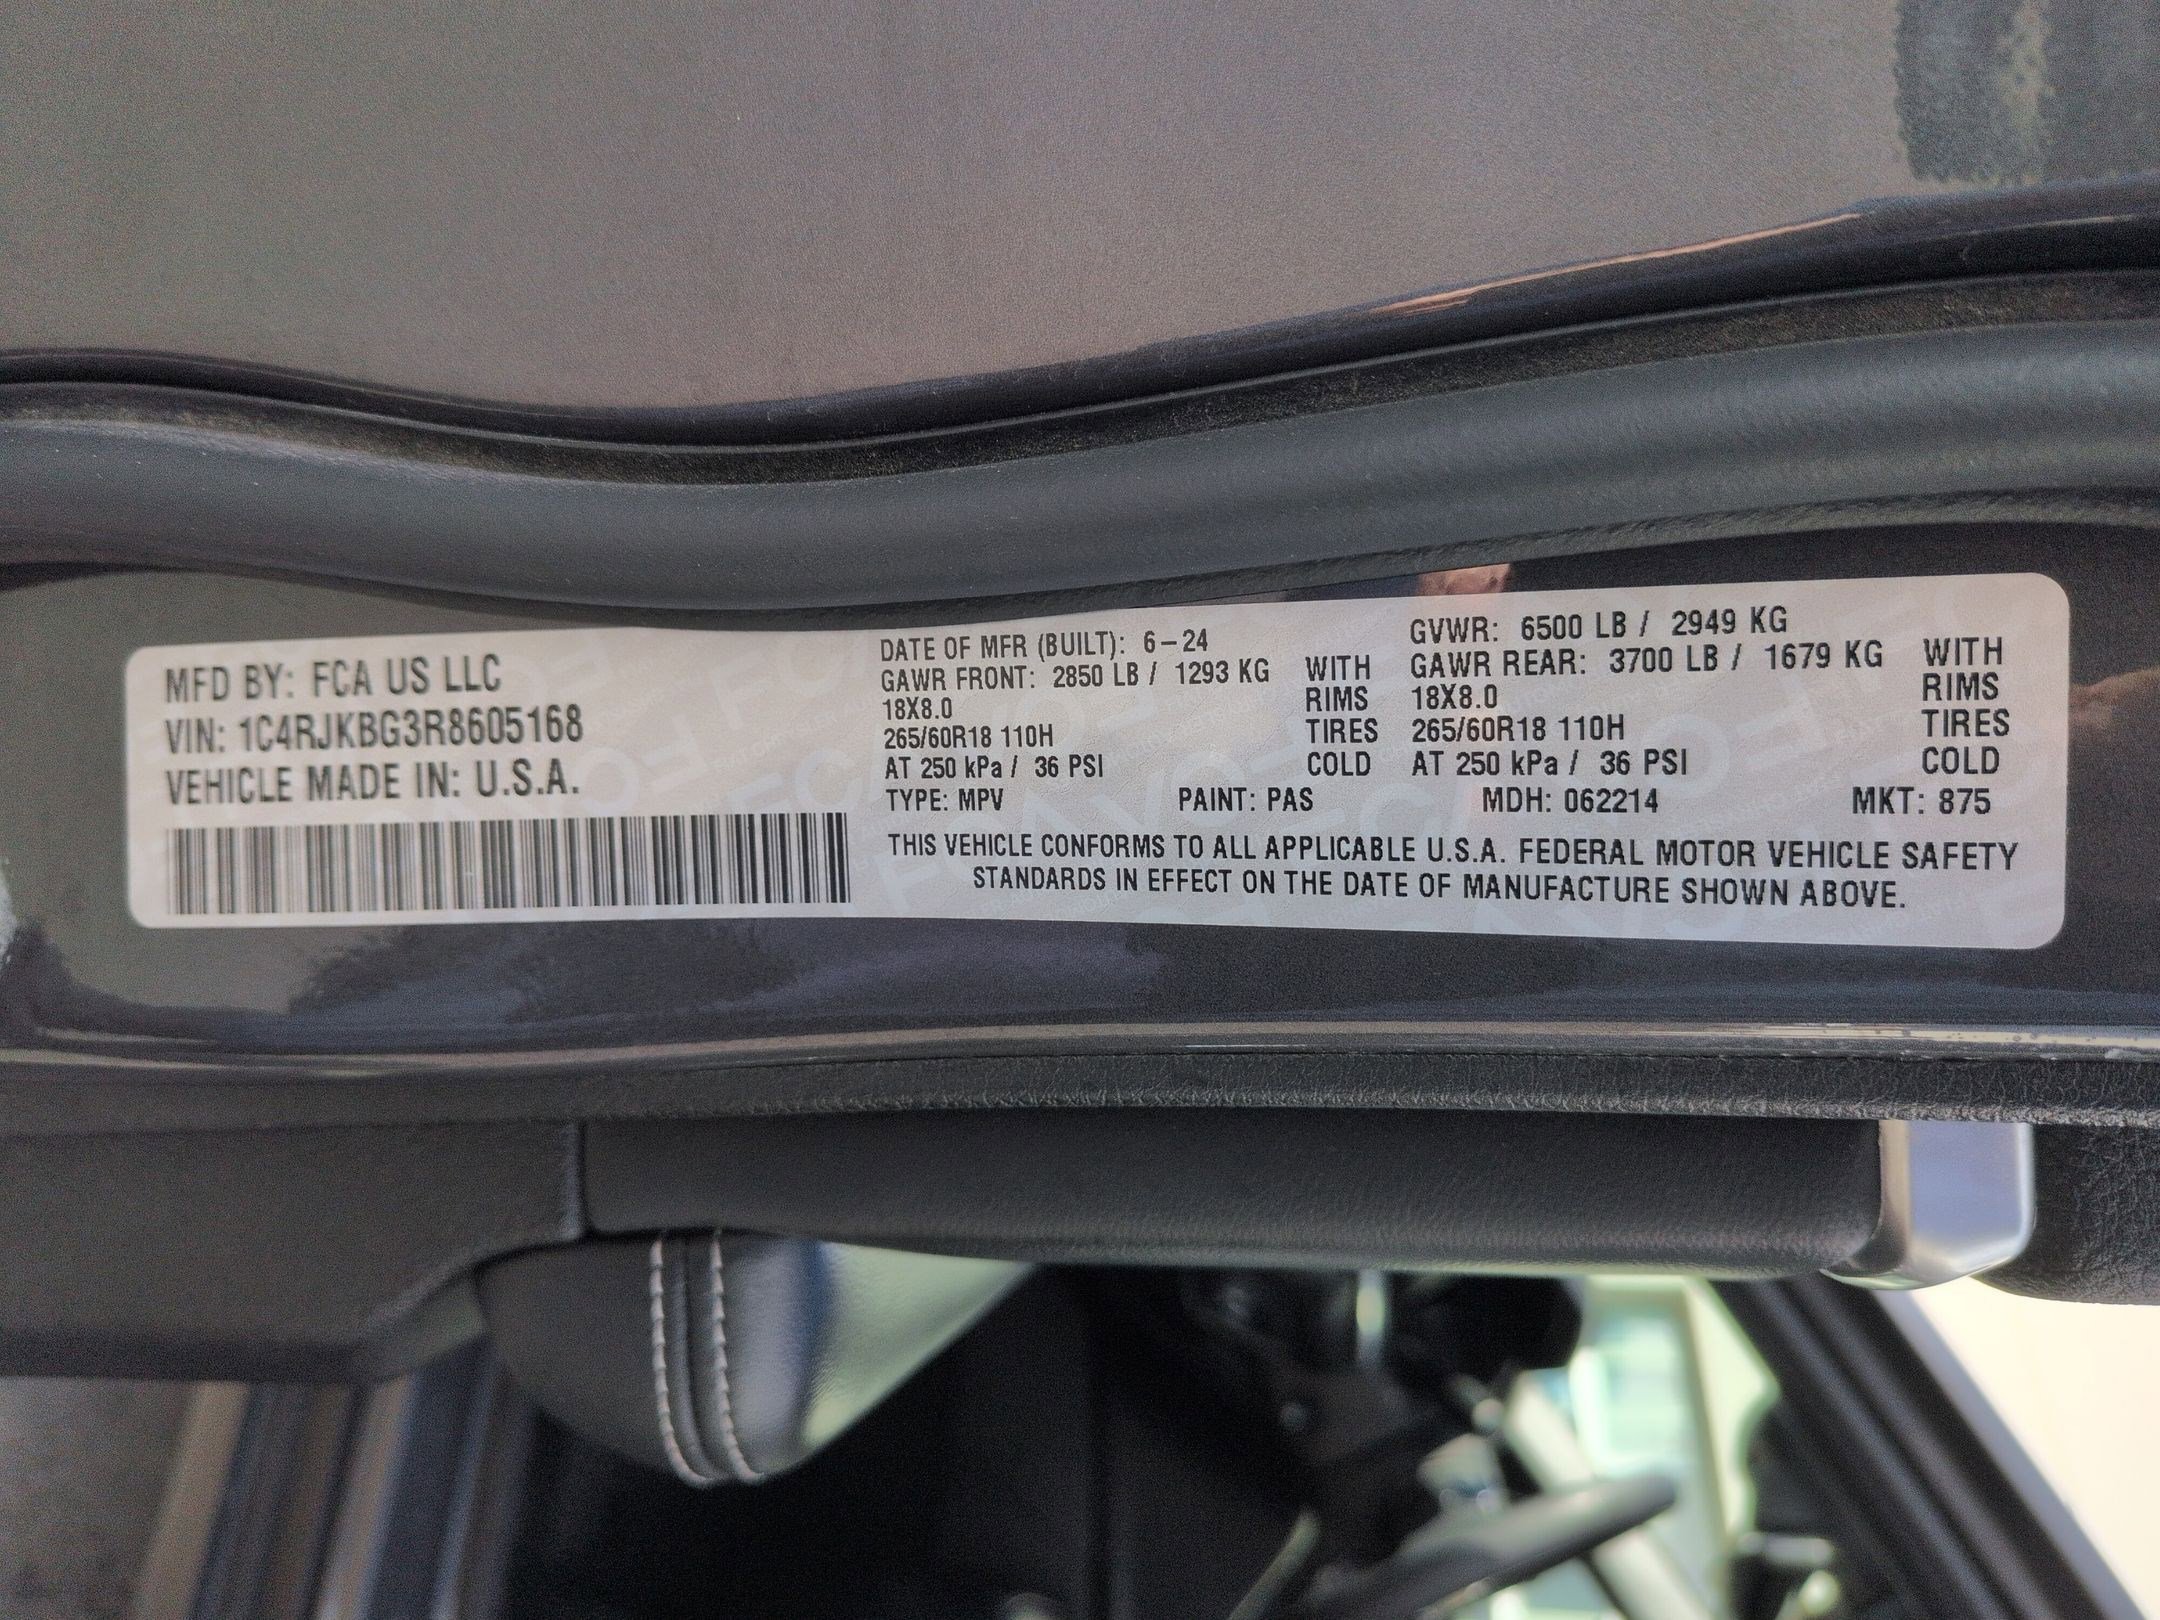 MFD BY: FCA US LLC
VIN: 1C4RJKBG3R8605168
VEHICLE MADE IN: U.S.A.
DATE OF MFR (BUILT): 6-24
GVWR: 6500 LB / 2949 KG
GAWR FRONT: 2850 LB / 1293 KG WITH
18X8.0 RIMS
265/60R18 110H TIRES
AT 250 kPa / 36 PSI COLD
GAWR REAR: 3700 LB / 1679 KG WITH
18X8.0 RIMS
265/60R18 110H TIRES
AT 250 kPa / 36 PSI COLD
TYPE: MPV PAINT: PAS MDH: 062214 MKT: 875
THIS VEHICLE CONFORMS TO ALL APPLICABLE U.S.A. FEDERAL MOTOR VEHICLE SAFETY
STANDARDS IN EFFECT ON THE DATE OF MANUFACTURE SHOWN ABOVE.